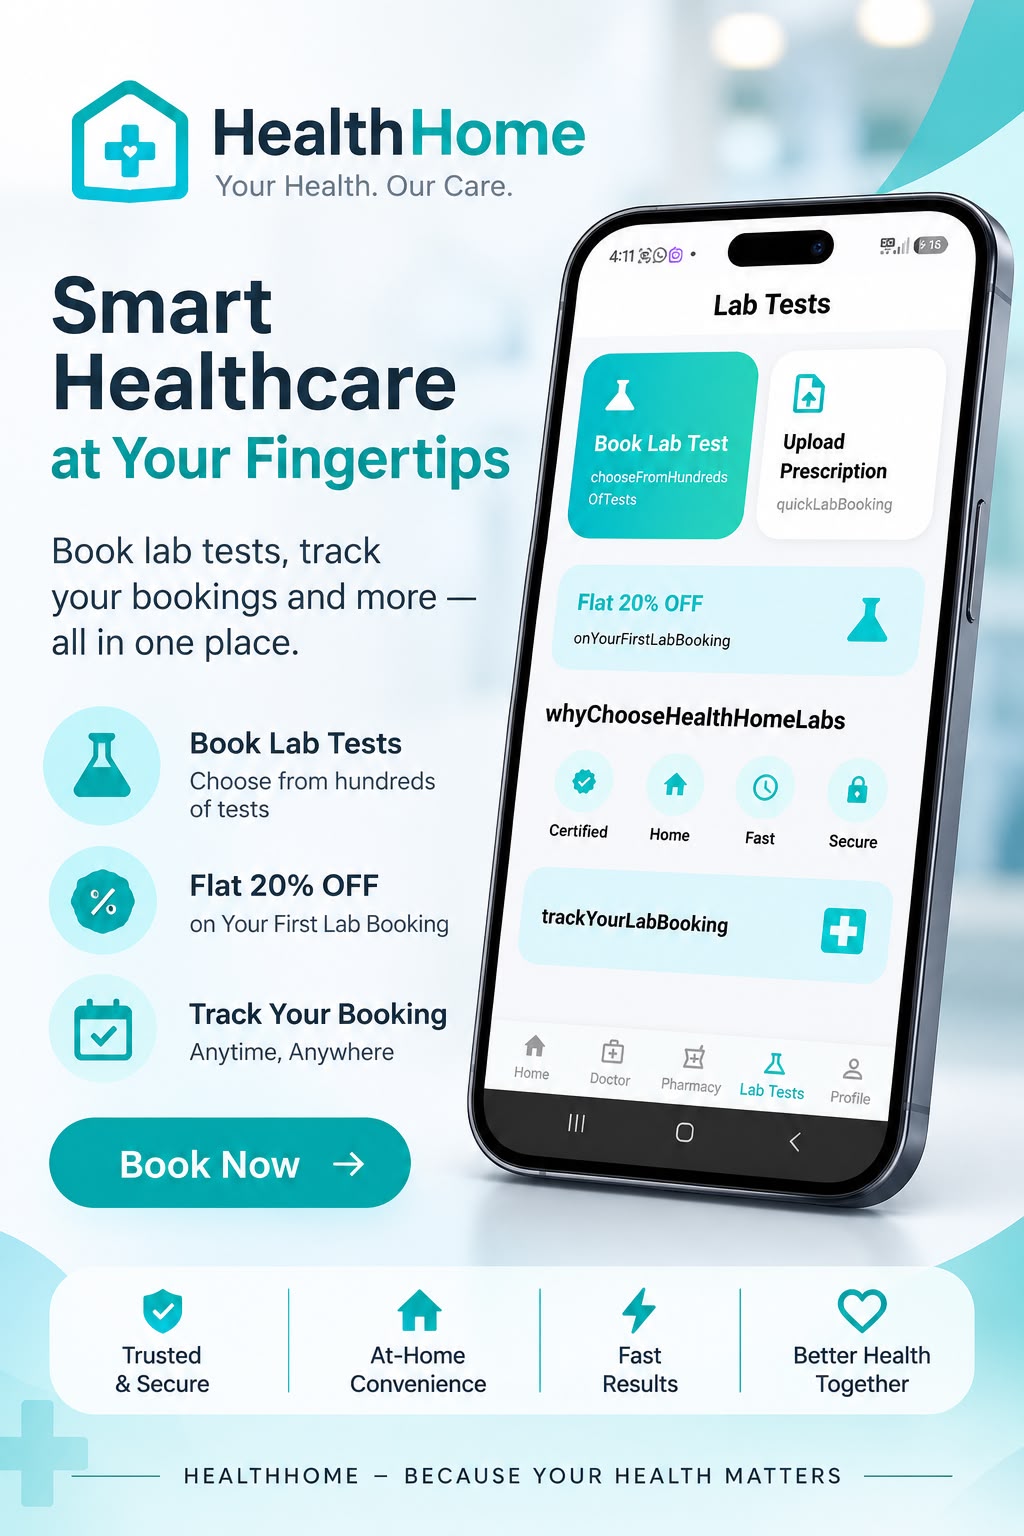 HealthHome
Your Health. Our Care.
Smart
Healthcare
at Your Fingertips
Book lab tests, track
your bookings and more —
all in one place.
Book Lab Tests
Choose from hundreds
of tests
Flat 20% OFF
on Your First Lab Booking
Track Your Booking
Anytime, Anywhere
Book Now →
4:11
16
Lab Tests
Book Lab Test
chooseFromHundreds
OfTests
Upload
Prescription
quickLabBooking
Flat 20% OFF
onYourFirstLabBooking
whyChooseHealthHomeLabs
Certified
Home
Fast
Secure
trackYourLabBooking
Home
Doctor
Pharmacy
Lab Tests
Profile
Trusted
& Secure
At-Home
Convenience
Fast
Results
Better Health
Together
HEALTHHOME – BECAUSE YOUR HEALTH MATTERS